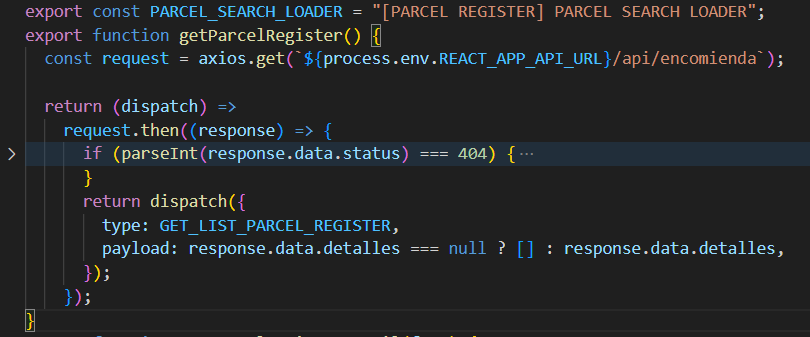 export const PARCEL_SEARCH_LOADER = "[PARCEL REGISTER] PARCEL SEARCH LOADER";
export function getParcelRegister() {
  const request = axios.get(`${process.env.REACT_APP_API_URL}/api/encomienda`);

  return (dispatch) =>
    request.then((response) => {
      if (parseInt(response.data.status) === 404) {…
      }
      return dispatch({
        type: GET_LIST_PARCEL_REGISTER,
        payload: response.data.detalles === null ? [] : response.data.detalles,
      });
    });
}